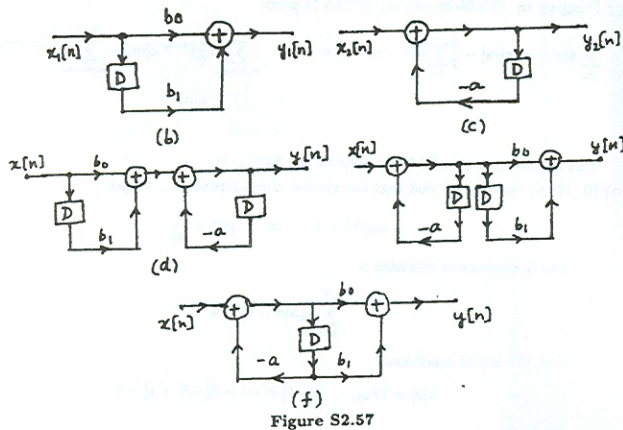 x₁[n] b0 + y₁[n] D b₁
(b)
x₂[n] + y₂[n] D -a
(c)
x[n] b₀ + + y[n] D b₁ -a D
(d)
x[n] + b₀ + y[n] D D -a b₁
x[n] + b0 + y[n] D -a b₁
(f)
Figure S2.57